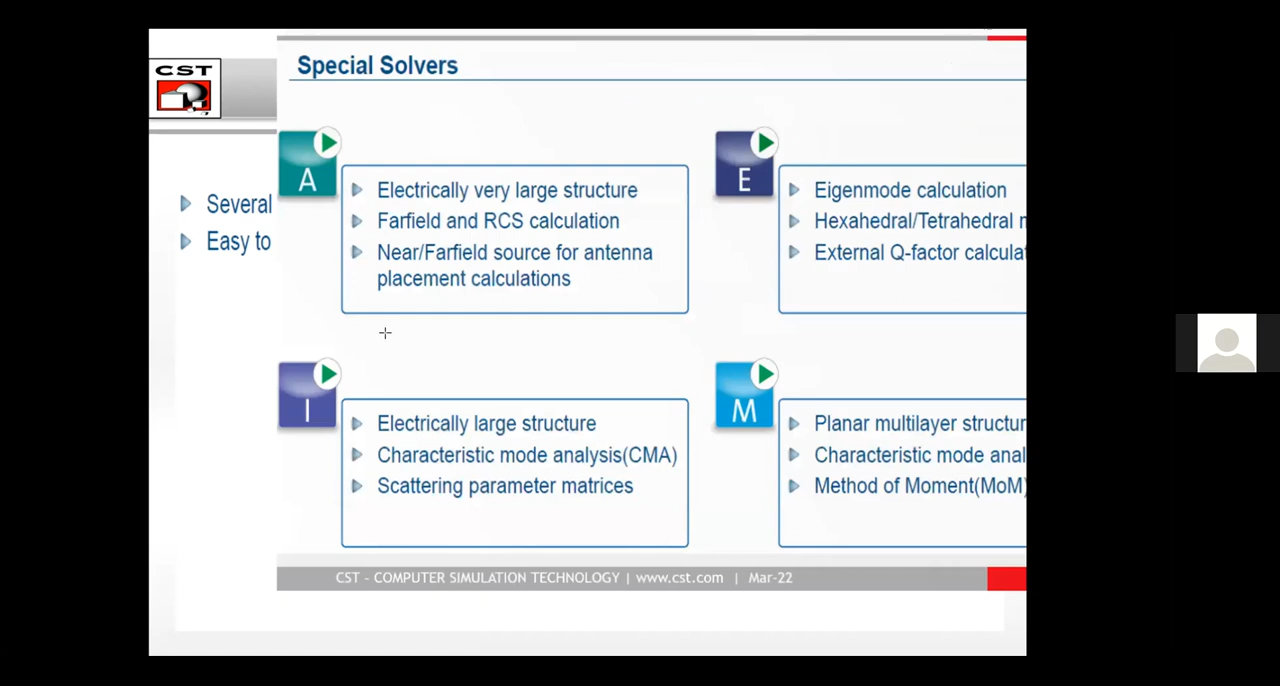 CST
Special Solvers
Several
Easy to
A
Electrically very large structure
Farfield and RCS calculation
Near/Farfield source for antenna
placement calculations
E
Eigenmode calculation
Hexahedral/Tetrahedral
External Q-factor
I
Electrically large structure
Characteristic mode analysis(CMA)
Scattering parameter matrices
M
Planar multilayer
Characteristic mode
Method of Moment(MoM)
CST - COMPUTER SIMULATION TECHNOLOGY | www.cst.com | Mar-22